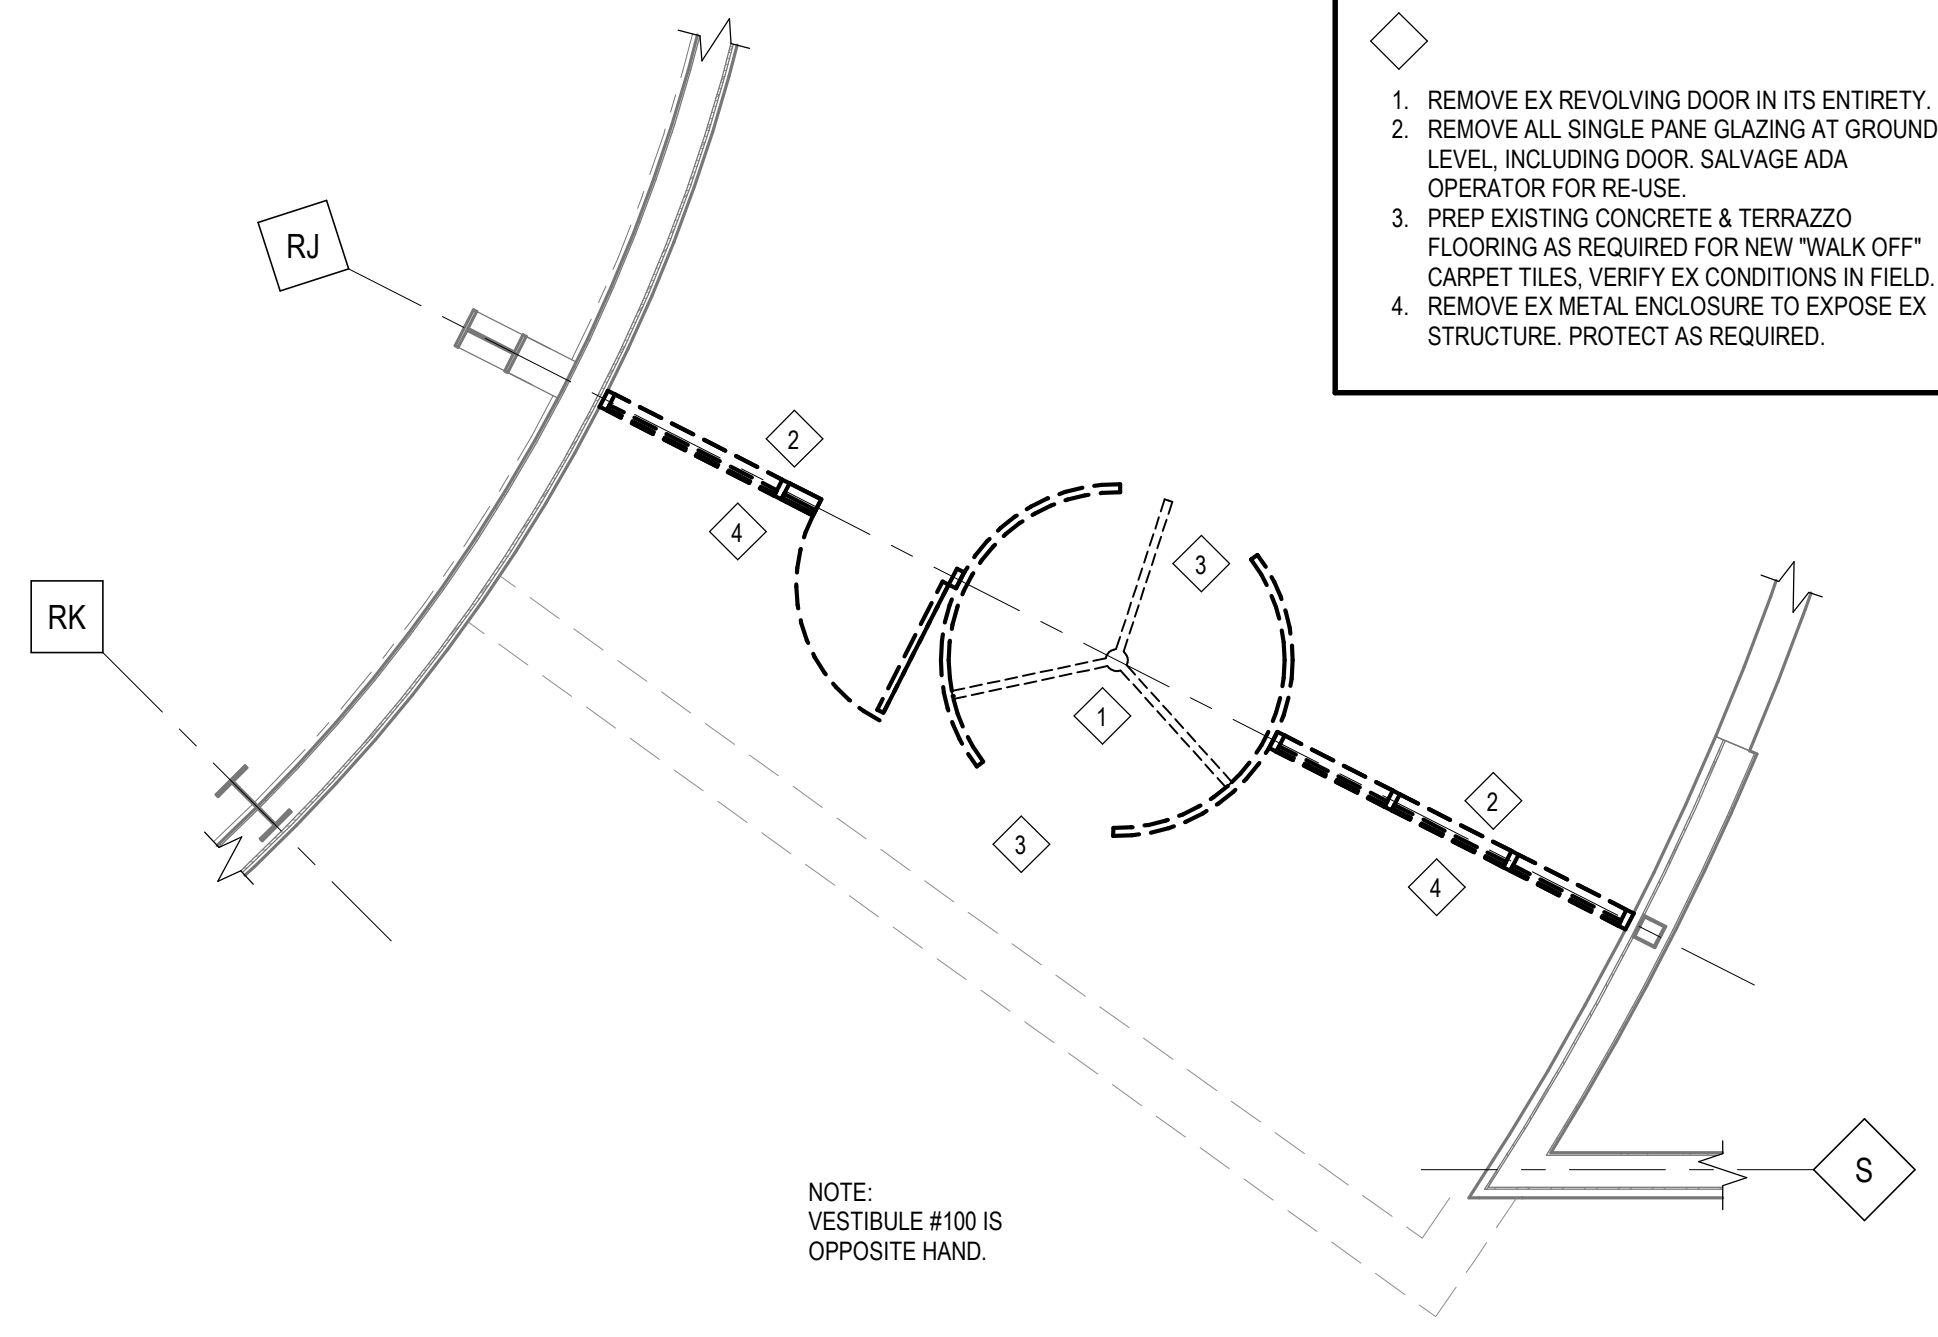 1. REMOVE EX REVOLVING DOOR IN ITS ENTIRETY.
2. REMOVE ALL SINGLE PANE GLAZING AT GROUND
LEVEL, INCLUDING DOOR. SALVAGE ADA
OPERATOR FOR RE-USE.
3. PREP EXISTING CONCRETE & TERRAZZO
FLOORING AS REQUIRED FOR NEW "WALK OFF"
CARPET TILES, VERIFY EX CONDITIONS IN FIELD.
4. REMOVE EX METAL ENCLOSURE TO EXPOSE EX
STRUCTURE. PROTECT AS REQUIRED.
RJ
2
4
3
RK
1
2
3
4
S
NOTE:
VESTIBULE #100 IS
OPPOSITE HAND.